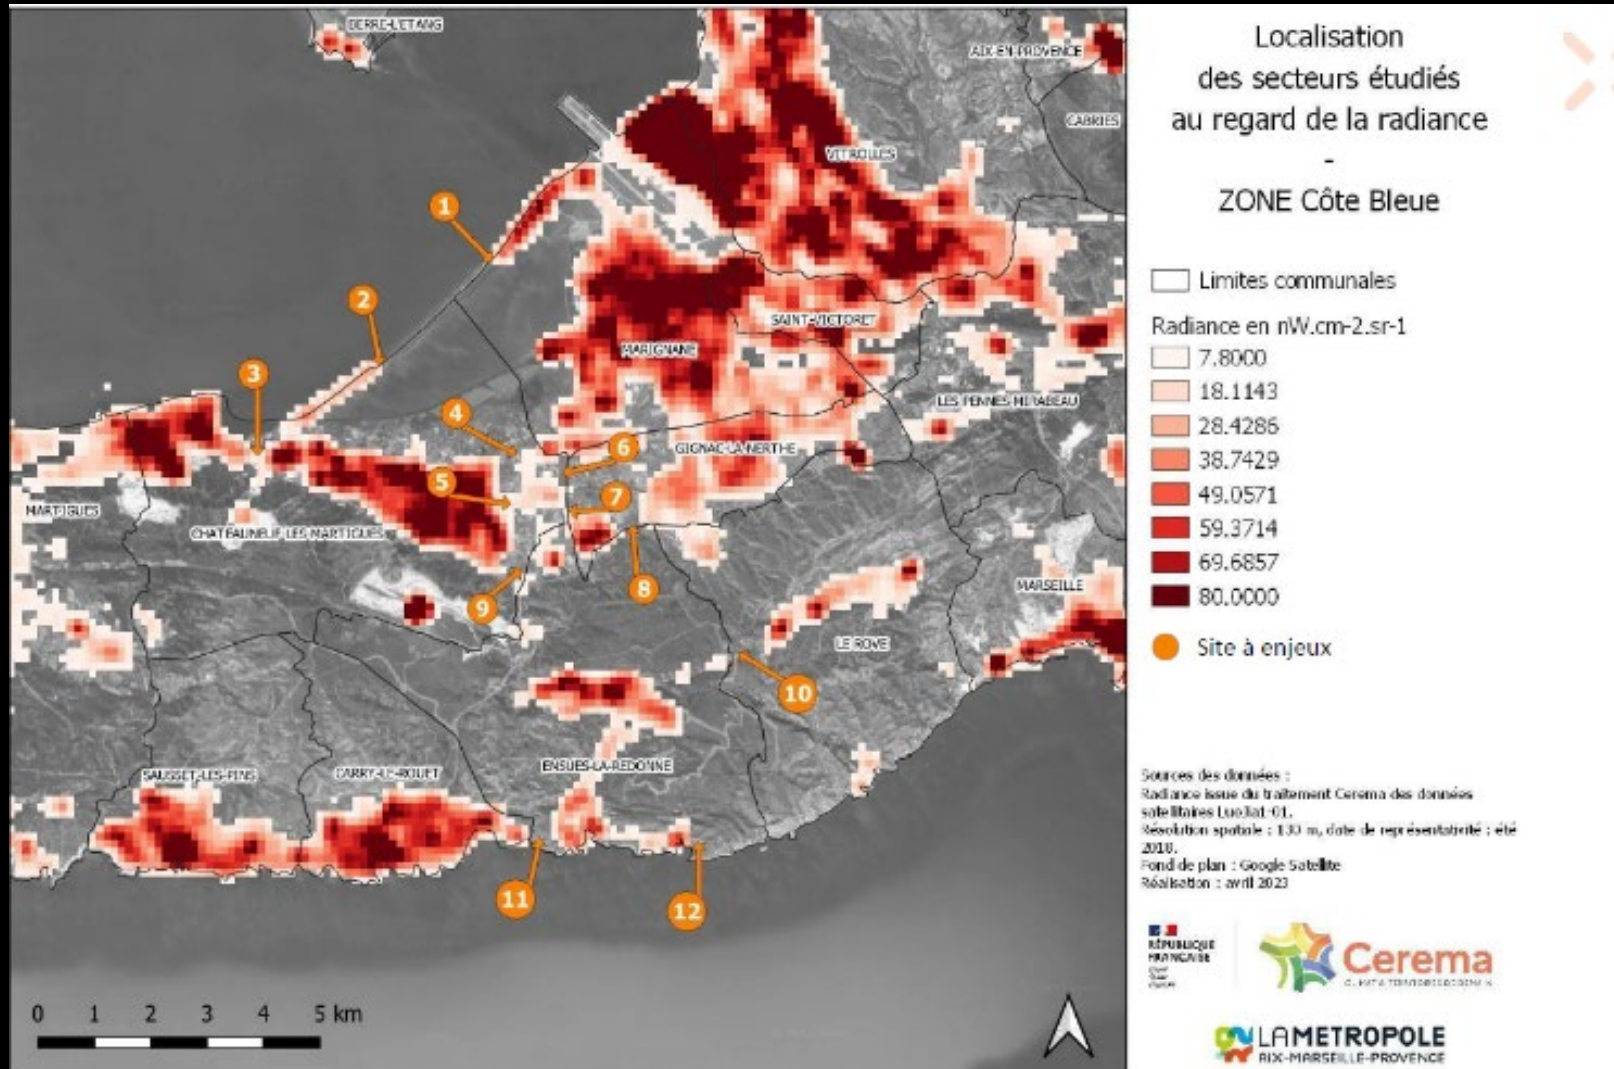 BERRE-L'ETANG
AIX-EN-PROVENCE
CABRIES
VITROLLES
1
2
3
SAINT-VICTORET
MARIGNANE
LES PENNES-MIRABEAU
4
6
GIGNAC-LA-NERTHE
5
7
MARTIGUES
CHATEAUNEUF-LES-MARTIGUES
8
9
MARSEILLE
LE ROVE
10
SAUSSET-LES-PINS
CARRY-LE-ROUET
ENSUES-LA-REDONNE
11
12
0 1 2 3 4 5 km
Localisation
des secteurs étudiés
au regard de la radiance
-
ZONE Côte Bleue
Limites communales
Radiance en nW.cm-2.sr-1
7.8000
18.1143
28.4286
38.7429
49.0571
59.3714
69.6857
80.0000
Site à enjeux
Sources des données :
Radiance issue du traitement Cerema des données
satellitaires LuoJia1-01.
Résolution spatiale : 130 m, date de représentativité : été
2018.
Fond de plan : Google Satellite
Réalisation : avril 2023
RÉPUBLIQUE
FRANÇAISE
Cerema
LA METROPOLE
AIX-MARSEILLE-PROVENCE